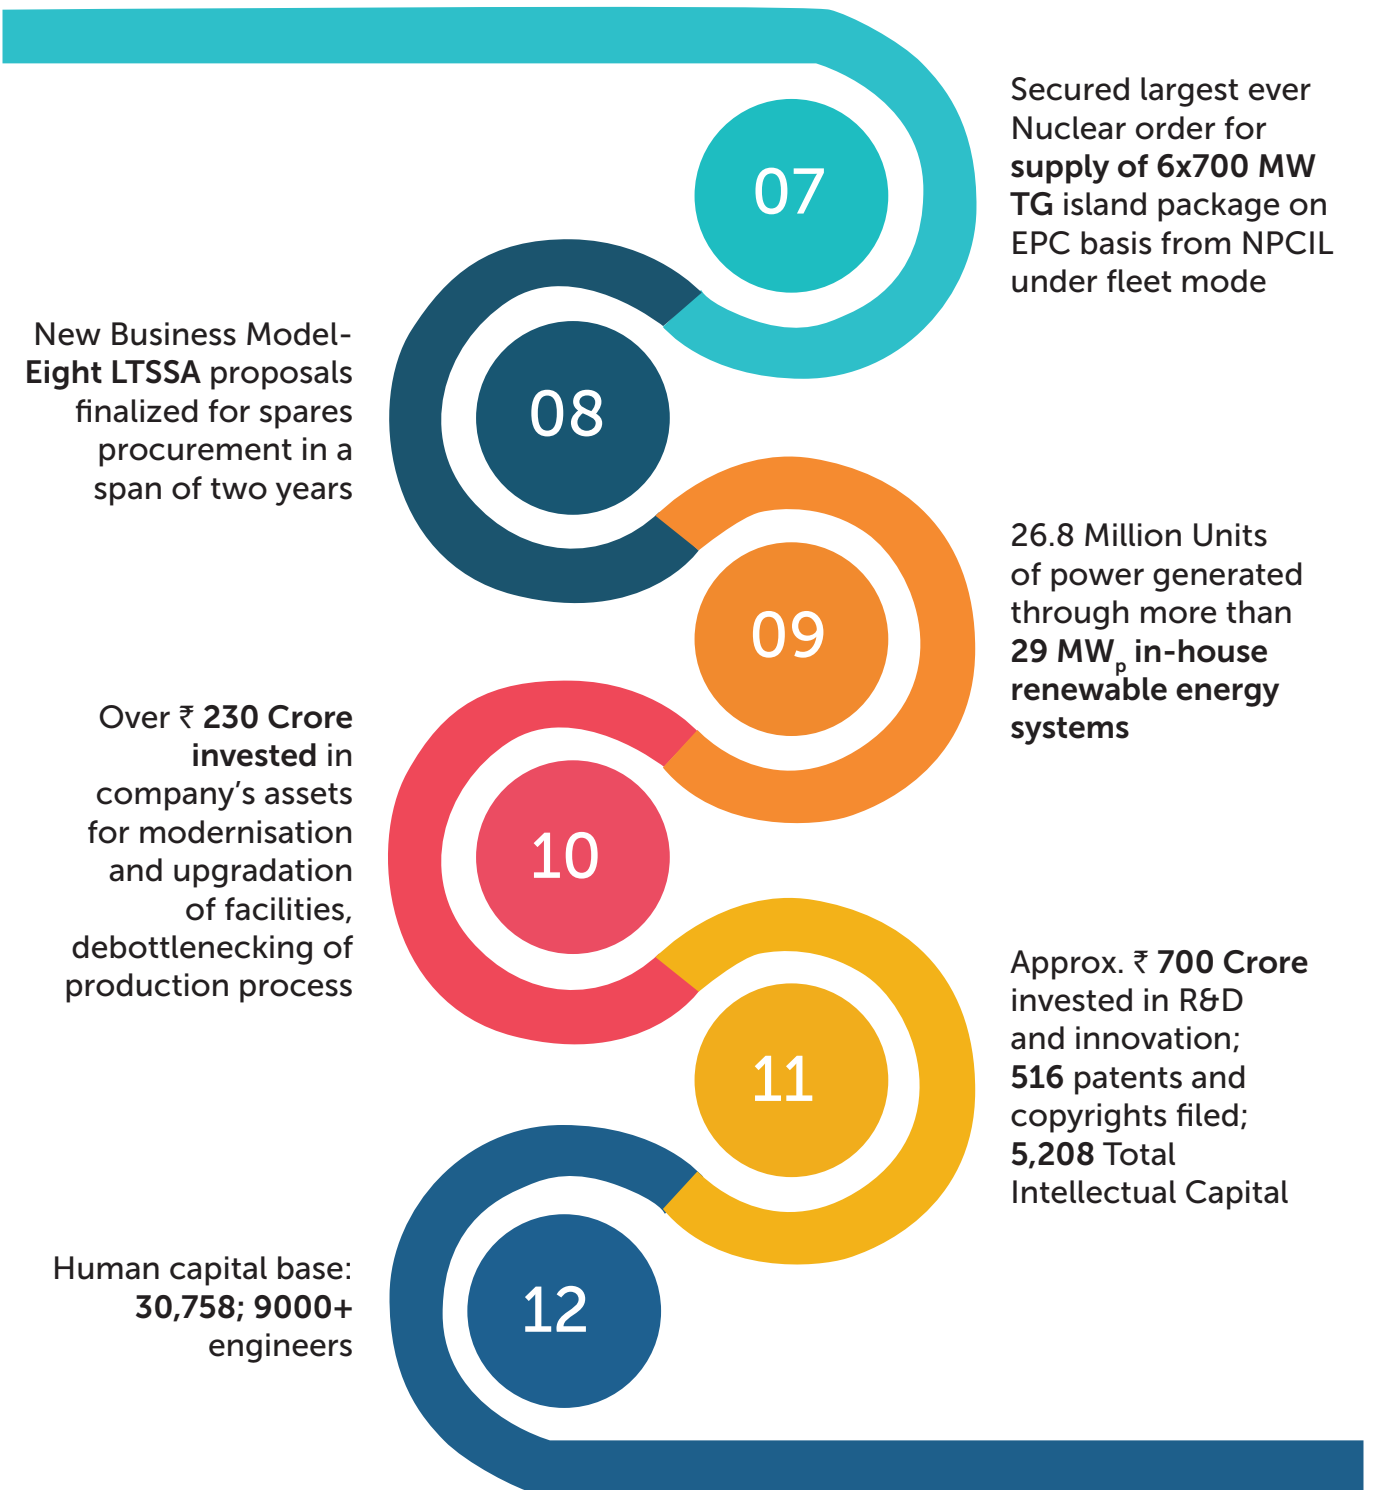 07
Secured largest ever
Nuclear order for
supply of 6x700 MW
TG island package on
EPC basis from NPCIL
under fleet mode
08
New Business Model-
Eight LTSSA proposals
finalized for spares
procurement in a
span of two years
09
26.8 Million Units
of power generated
through more than
29 MWp in-house
renewable energy
systems
10
Over ₹ 230 Crore
invested in
company’s assets
for modernisation
and upgradation
of facilities,
debottlenecking of
production process
11
Approx. ₹ 700 Crore
invested in R&D
and innovation;
516 patents and
copyrights filed;
5,208 Total
Intellectual Capital
12
Human capital base:
30,758; 9000+
engineers